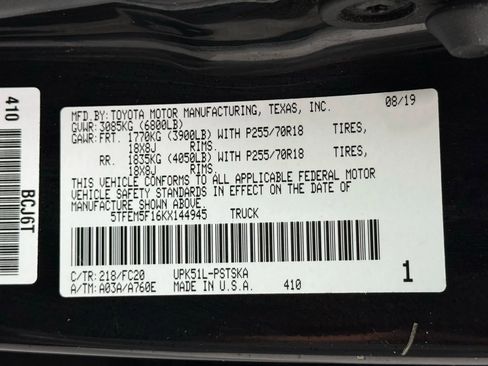 MFD.BY:TOYOTA MOTOR MANUFACTURING, TEXAS, INC. 08/19
GVWR:3085KG (6800LB)
GAWR:FRT. 1770KG (3900LB) WITH P255/70R18 TIRES,
18X8J RIMS.
RR. 1835KG (4050LB) WITH P255/70R18 TIRES,
18X8J RIMS.
THIS VEHICLE CONFORMS TO ALL APPLICABLE FEDERAL MOTOR
VEHICLE SAFETY STANDARDS IN EFFECT ON THE DATE OF
MANUFACTURE SHOWN ABOVE.
5TFEM5F16KX144945 TRUCK
C/TR:218/FC20 UPK51L-PSTSKA
A/TM:A03A/A760E MADE IN U.S.A. 410 1
410
BCJ6T